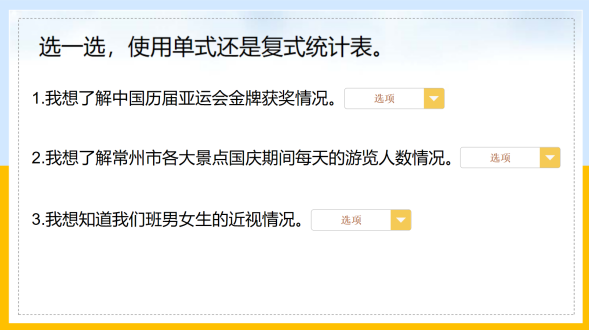 选一选，使用单式还是复式统计表。
1.我想了解中国历届亚运会金牌获奖情况。 选项
2.我想了解常州市各大景点国庆期间每天的游览人数情况。 选项
3.我想知道我们班男女生的近视情况。 选项